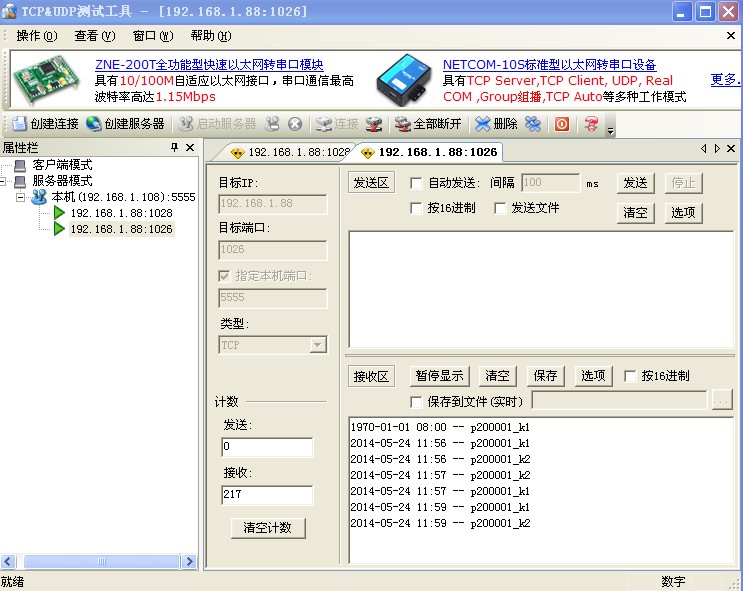 TCP&UDP测试工具 - [192.168.1.88:1026]
操作(O) 查看(V) 窗口(W) 帮助(H)
ZNE-200T全功能型快速以太网转串口模块
具有10/100M自适应以太网接口，串口通信最高
波特率高达1.15Mbps
NETCOM-10S标准型以太网转串口设备
具有TCP Server,TCP Client, UDP, Real
COM ,Group组播,TCP Auto等多种工作模式
更多.
创建连接 创建服务器 启动服务器 连接 全部断开 删除
属性栏
客户端模式
服务器模式
本机(192.168.1.108):5555
192.168.1.88:1028
192.168.1.88:1026
192.168.1.88:1028 192.168.1.88:1026
目标IP:
192.168.1.88
目标端口:
1026
指定本机端口:
5555
类型:
TCP
计数
发送:
0
接收:
217
清空计数
发送区 自动发送: 间隔 100 ms 发送 停止
按16进制 发送文件 清空 选项
接收区 暂停显示 清空 保存 选项 按16进制
保存到文件(实时) ...
1970-01-01 08:00 -- p200001_k1
2014-05-24 11:56 -- p200001_k1
2014-05-24 11:56 -- p200001_k2
2014-05-24 11:57 -- p200001_k2
2014-05-24 11:57 -- p200001_k1
2014-05-24 11:59 -- p200001_k1
2014-05-24 11:59 -- p200001_k2
就绪 数字